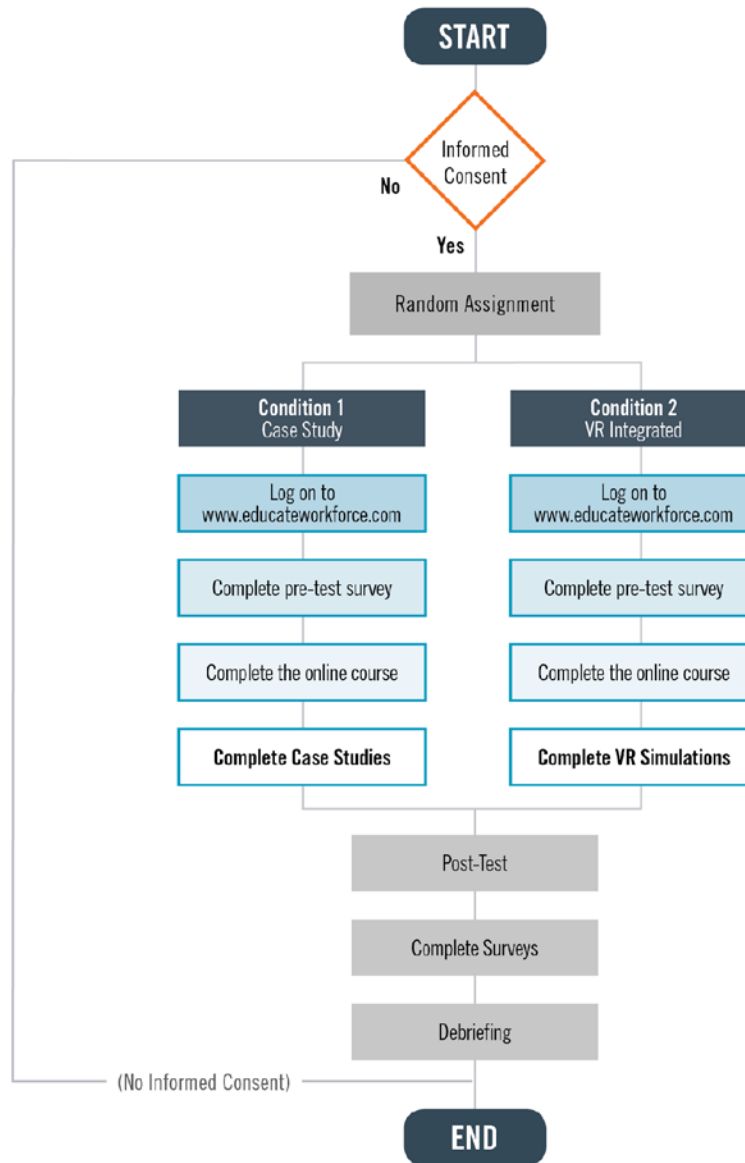 START
Informed
Consent
No
Yes
Random Assignment
Condition 1
Case Study
Condition 2
VR Integrated
Log on to
www.educateworkforce.com
Log on to
www.educateworkforce.com
Complete pre-test survey
Complete pre-test survey
Complete the online course
Complete the online course
Complete Case Studies
Complete VR Simulations
Post-Test
Complete Surveys
Debriefing
(No Informed Consent)
END